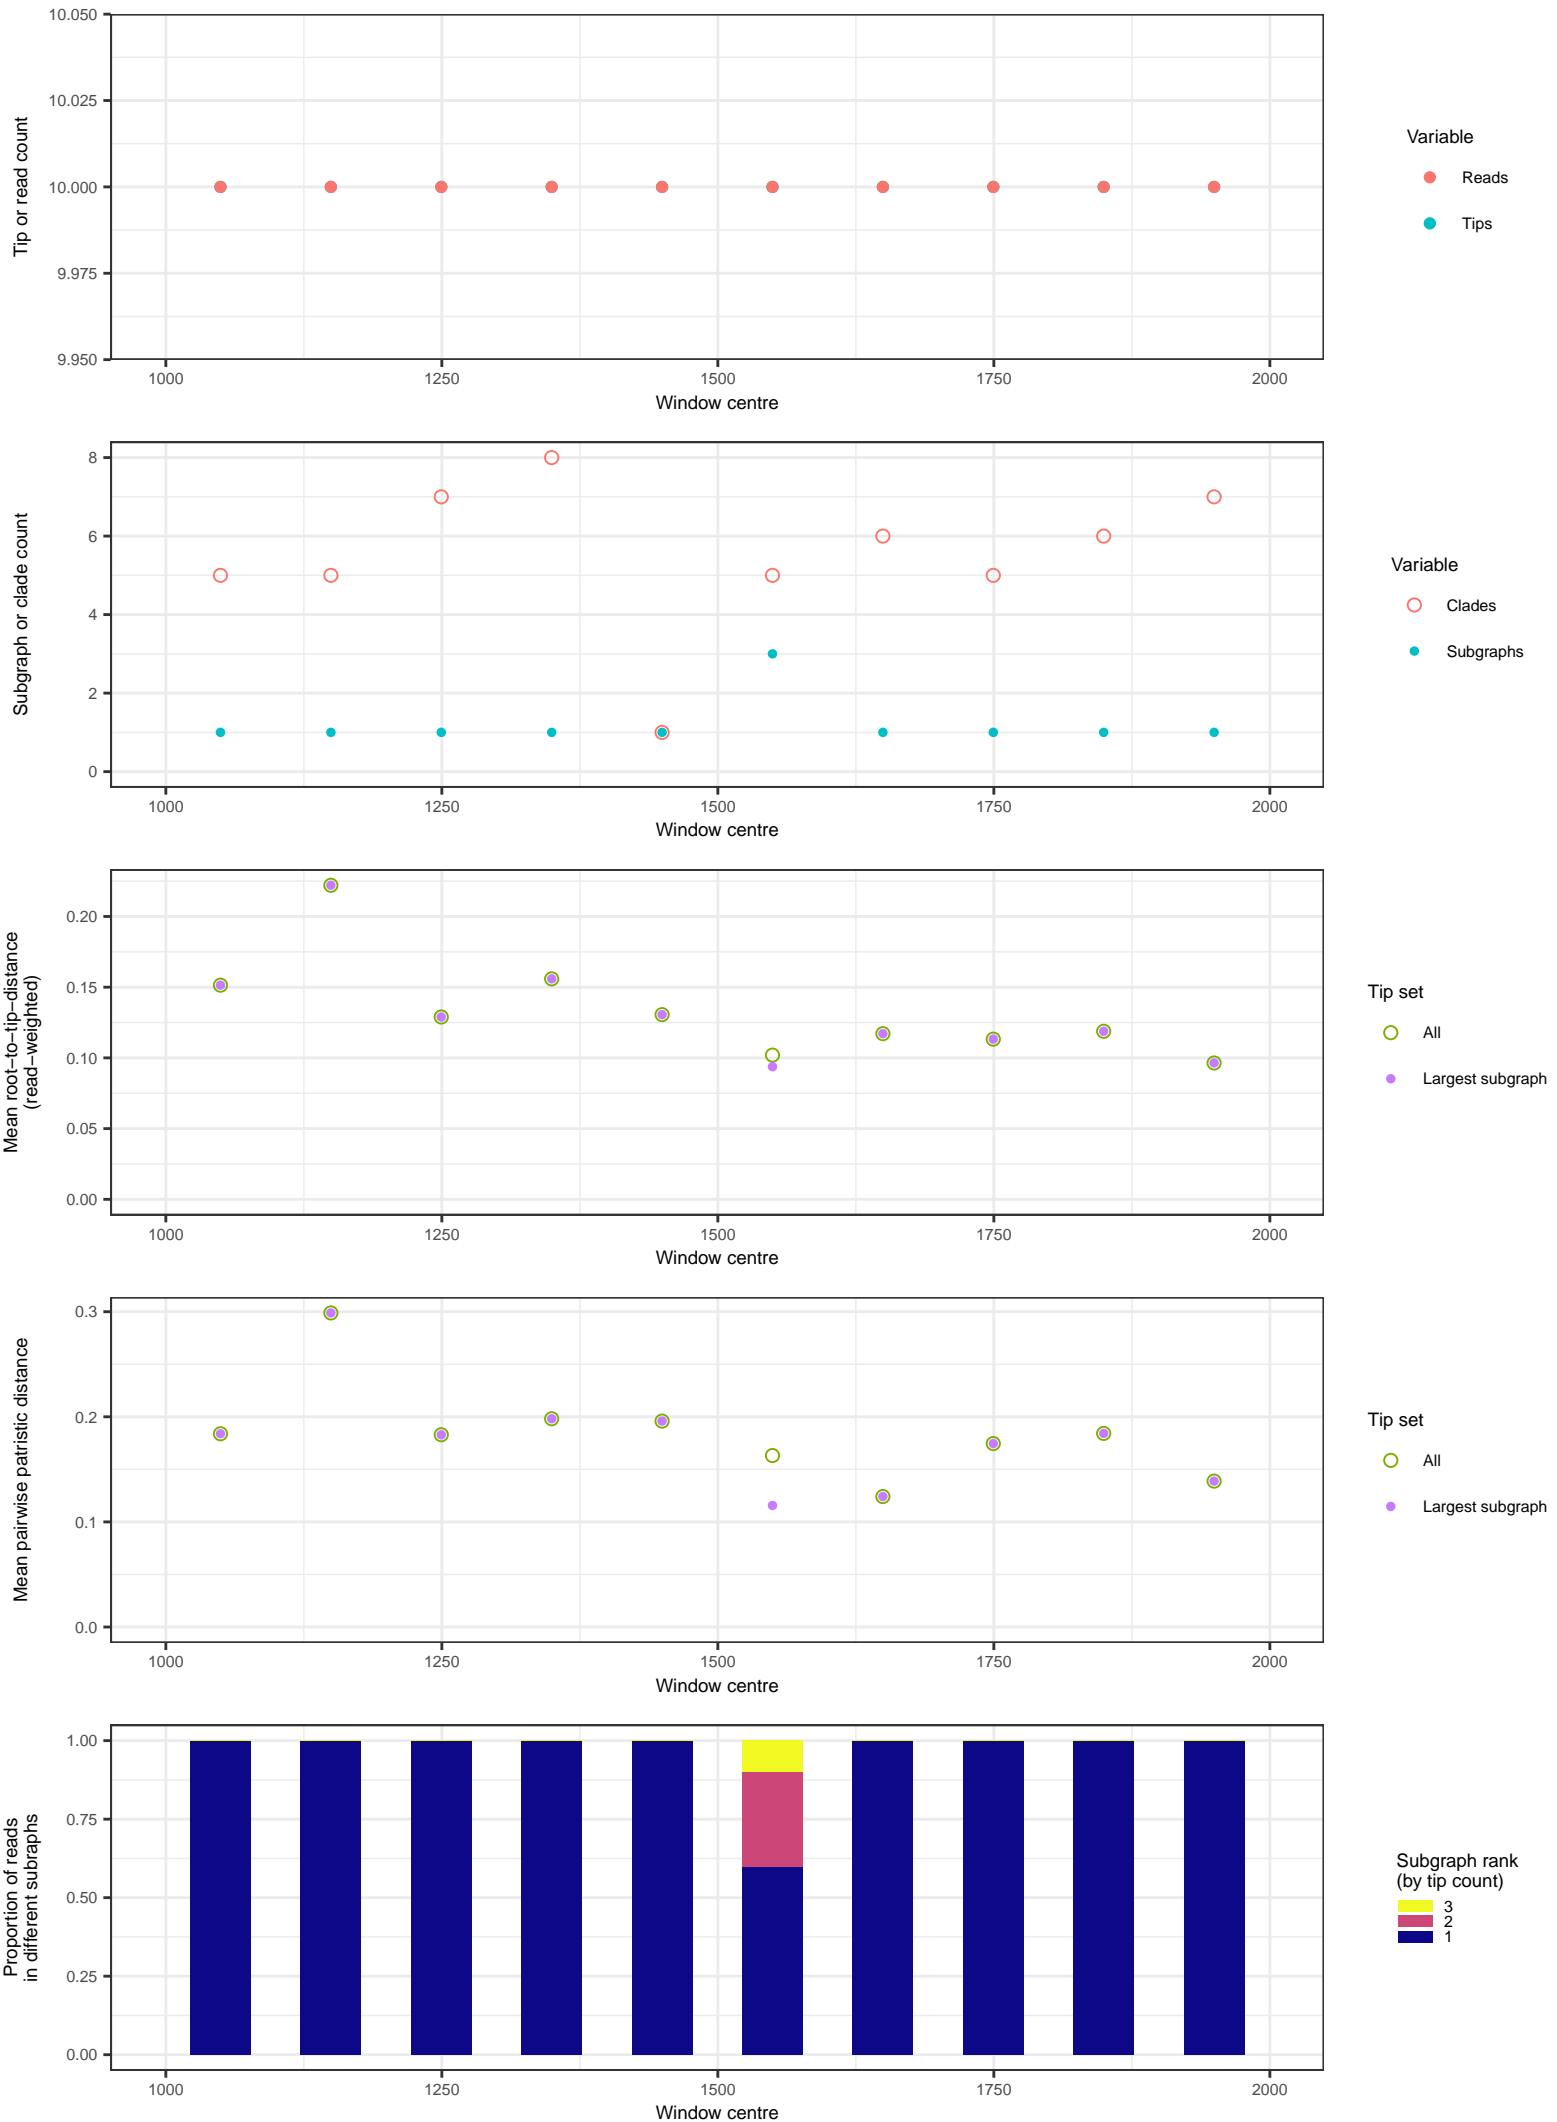 10.050
10.025
10.000
9.975
9.950
Tip or read count
1000 1250 1500 1750 2000
Window centre
Variable
Reads
Tips
8
6
4
2
0
Subgraph or clade count
1000 1250 1500 1750 2000
Window centre
Variable
Clades
Subgraphs
0.20
0.15
0.10
0.05
0.00
Mean root−to−tip−distance
(read−weighted)
1000 1250 1500 1750 2000
Window centre
Tip set
All
Largest subgraph
0.3
0.2
0.1
0.0
Mean pairwise patristic distance
1000 1250 1500 1750 2000
Window centre
Tip set
All
Largest subgraph
1.00
0.75
0.50
0.25
0.00
Proportion of reads
in different subraphs
1000 1250 1500 1750 2000
Window centre
Subgraph rank
(by tip count)
3
2
1